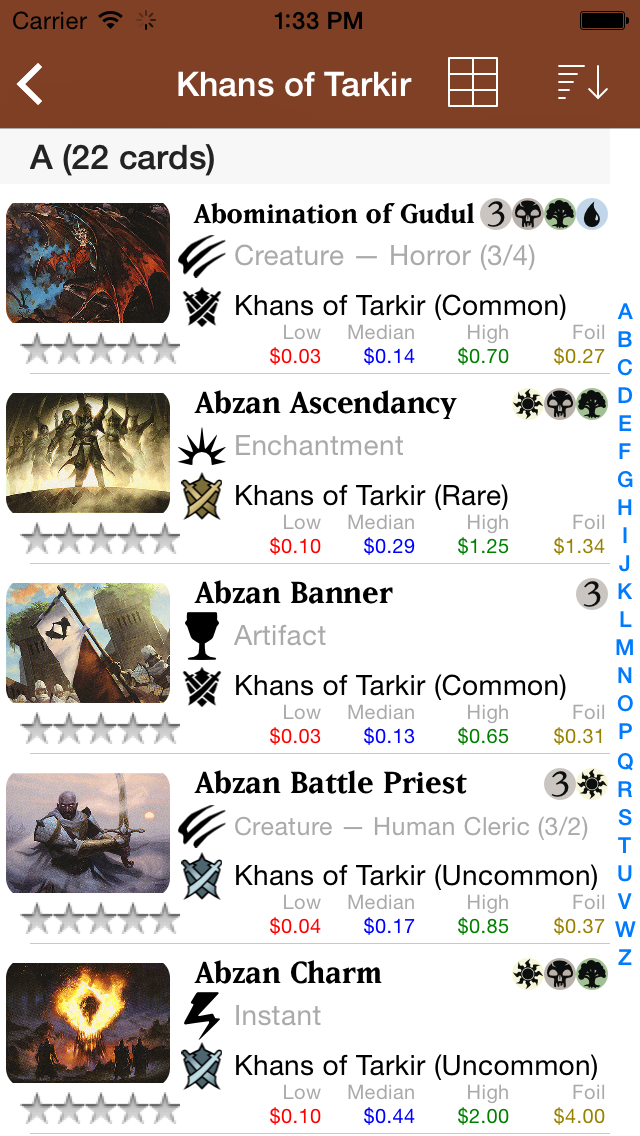 Carrier 1:33 PM
Khans of Tarkir
A (22 cards)
Abomination of Gudul 3
Creature — Horror (3/4)
Khans of Tarkir (Common)
Low Median High Foil
$0.03 $0.14 $0.70 $0.27
Abzan Ascendancy
Enchantment
Khans of Tarkir (Rare)
Low Median High Foil
$0.10 $0.29 $1.25 $1.34
Abzan Banner 3
Artifact
Khans of Tarkir (Common)
Low Median High Foil
$0.03 $0.13 $0.65 $0.31
Abzan Battle Priest 3
Creature — Human Cleric (3/2)
Khans of Tarkir (Uncommon)
Low Median High Foil
$0.04 $0.17 $0.85 $0.37
Abzan Charm
Instant
Khans of Tarkir (Uncommon)
Low Median High Foil
$0.10 $0.44 $2.00 $4.00
A
B
C
D
E
F
G
H
I
J
K
L
M
N
O
P
Q
R
S
T
U
V
W
Z